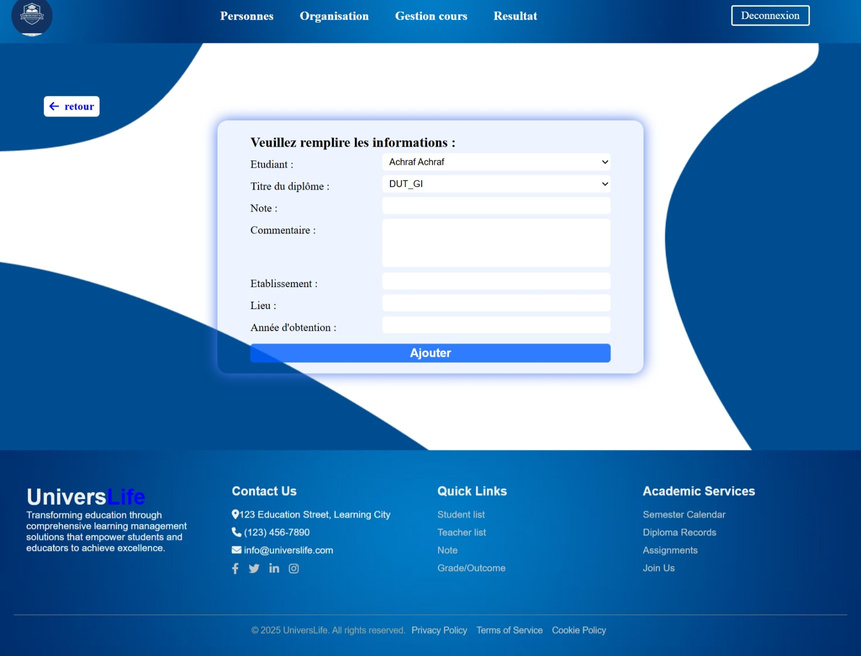 Personnes Organisation Gestion cours Resultat Deconnexion
retour
Veuillez remplire les informations :
Etudiant : Achraf Achraf
Titre du diplôme : DUT_GI
Note :
Commentaire :
Etablissement :
Lieu :
Année d'obtention :
Ajouter
UniversLife
Transforming education through
comprehensive learning management
solutions that empower students and
educators to achieve excellence.
Contact Us
123 Education Street, Learning City
(123) 456-7890
info@universlife.com
Quick Links
Student list
Teacher list
Note
Grade/Outcome
Academic Services
Semester Calendar
Diploma Records
Assignments
Join Us
© 2025 UniversLife. All rights reserved. Privacy Policy Terms of Service Cookie Policy